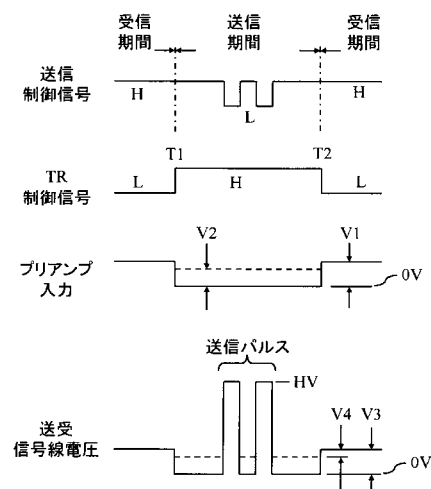 受信
期間
送信
期間
受信
期間
送信
制御信号
H
L
H
T1
T2
TR
制御信号
L
H
L
V2
V1
プリアンプ
入力
0V
送信パルス
HV
V4
V3
送受
信号線電圧
0V